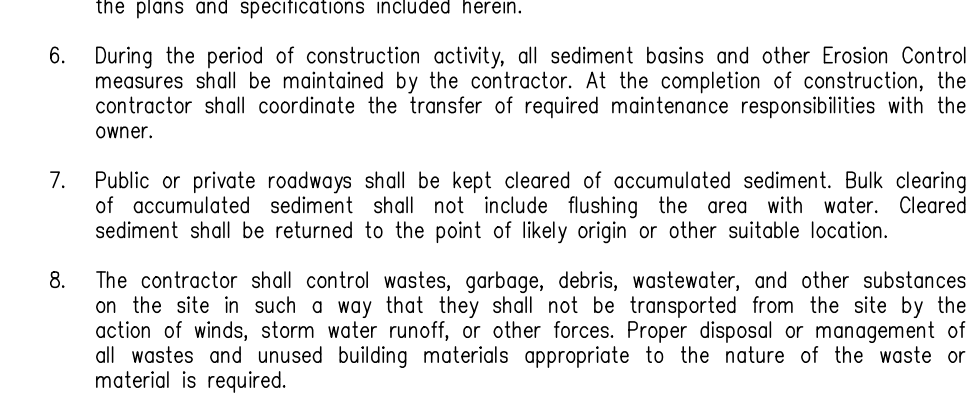 the plans and specifications included herein.
6. During the period of construction activity, all sediment basins and other Erosion Control
measures shall be maintained by the contractor. At the completion of construction, the
contractor shall coordinate the transfer of required maintenance responsibilities with the
owner.
7. Public or private roadways shall be kept cleared of accumulated sediment. Bulk clearing
of accumulated sediment shall not include flushing the area with water. Cleared
sediment shall be returned to the point of likely origin or other suitable location.
8. The contractor shall control wastes, garbage, debris, wastewater, and other substances
on the site in such a way that they shall not be transported from the site by the
action of winds, storm water runoff, or other forces. Proper disposal or management of
all wastes and unused building materials appropriate to the nature of the waste or
material is required.